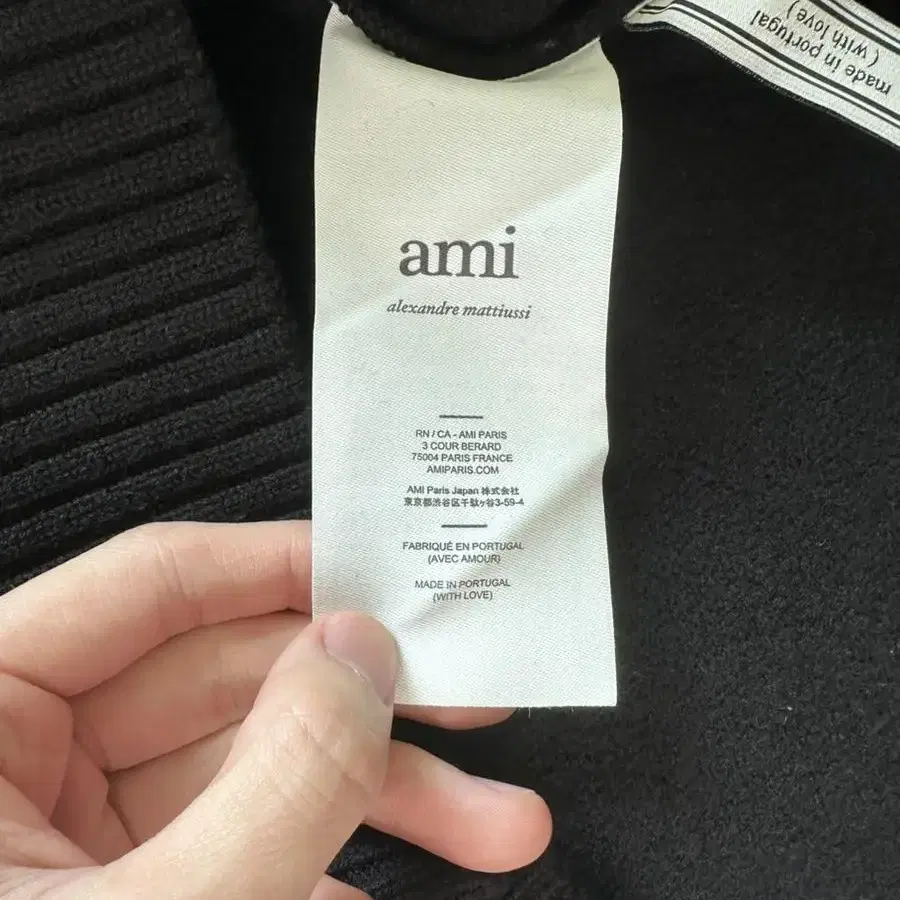 made in portugal
( with love )
ami
alexandre mattiussi
RN / CA - AMI PARIS
3 COUR BERARD
75004 PARIS FRANCE
AMIPARIS.COM
AMI Paris Japan 株式会社
東京都渋谷区千駄ヶ谷3-59-4
FABRIQUÉ EN PORTUGAL
(AVEC AMOUR)
MADE IN PORTUGAL
(WITH LOVE)